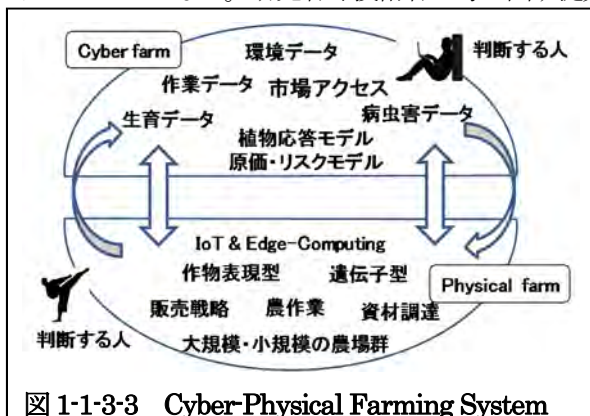 Cyber farm
環境データ
判断する人
作業データ 市場アクセス
生育データ 病虫害データ
植物応答モデル
原価・リスクモデル
IoT & Edge-Computing
作物表現型 遺伝子型
Physical farm
販売戦略 農作業 資材調達
判断する人
大規模・小規模の農場群
図 1-1-3-3 Cyber-Physical Farming System